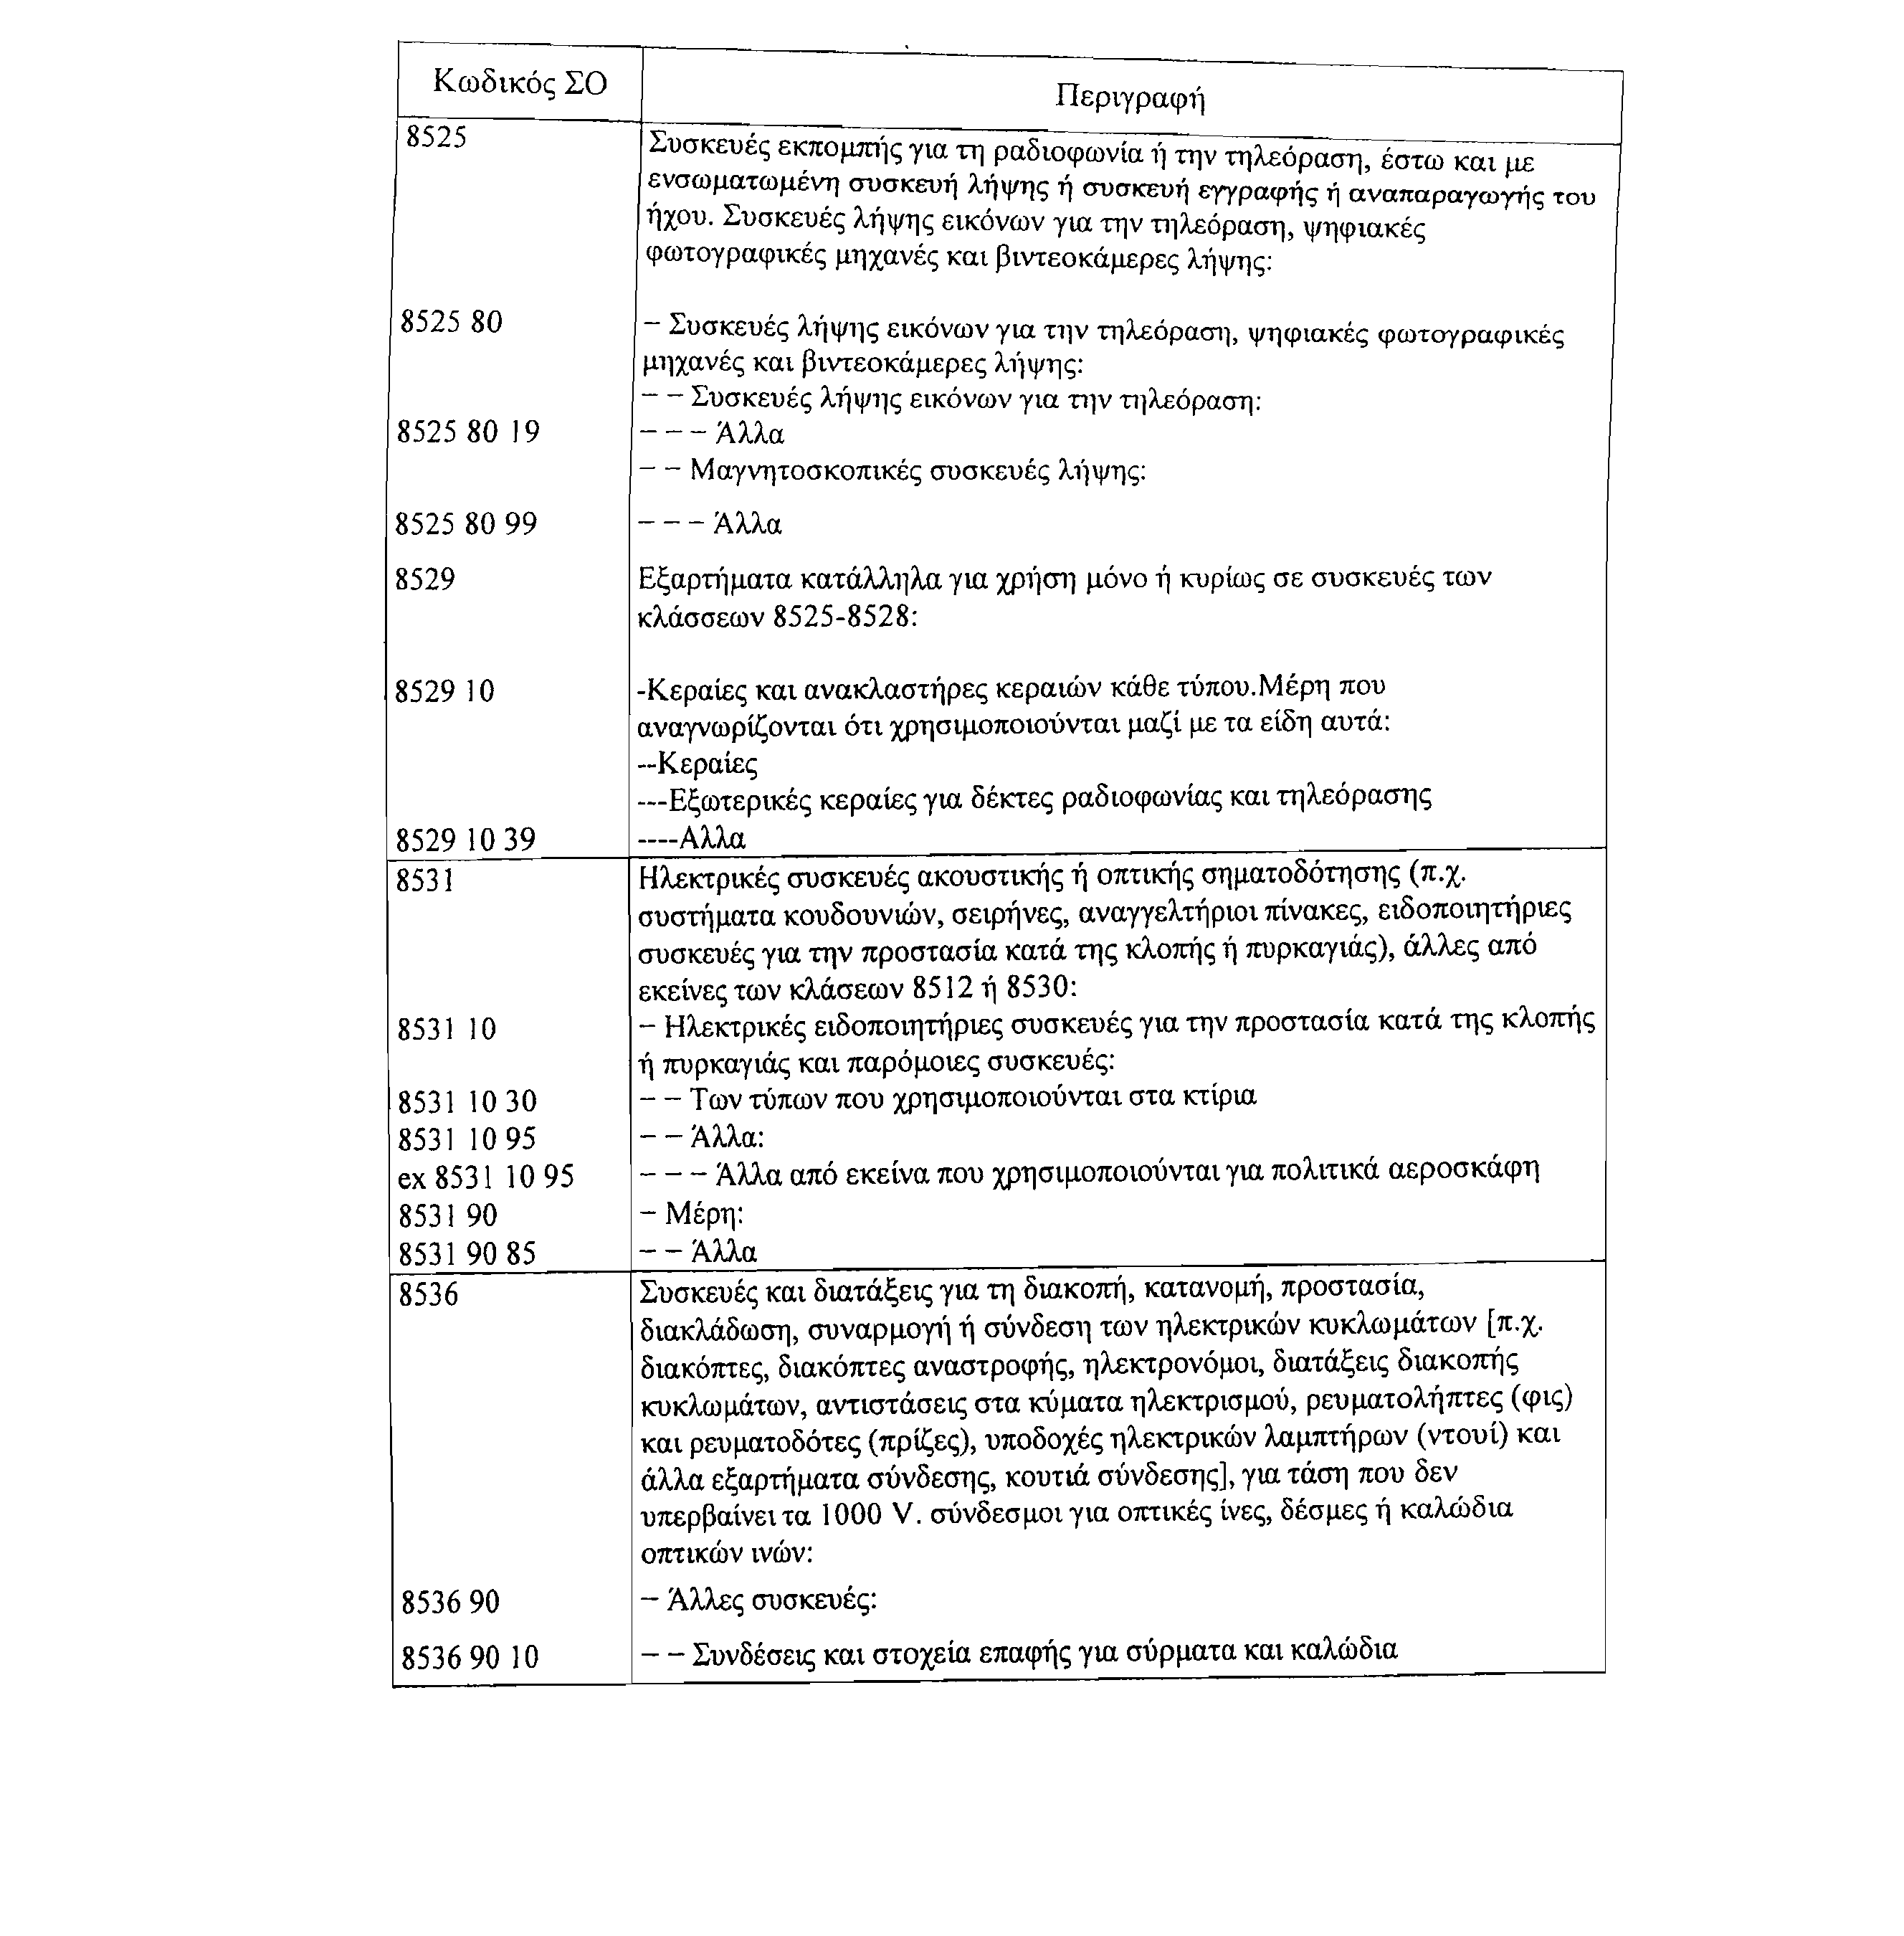 Κωδικός ΣΟ Περιγραφή
8525 Συσκευές εκπομπής για τη ραδιοφωνία ή την τηλεόραση, έστω και με
ενσωματωμένη συσκευή λήψης ή συσκευή εγγραφής ή αναπαραγωγής του
ήχου. Συσκευές λήψης εικόνων για την τηλεόραση, ψηφιακές
φωτογραφικές μηχανές και βιντεοκάμερες λήψης:
8525 80 – Συσκευές λήψης εικόνων για την τηλεόραση, ψηφιακές φωτογραφικές
μηχανές και βιντεοκάμερες λήψης:
– – Συσκευές λήψης εικόνων για την τηλεόραση:
8525 80 19 – – – Άλλα
– – Μαγνητοσκοπικές συσκευές λήψης:
8525 80 99 – – – Άλλα
8529 Εξαρτήματα κατάλληλα για χρήση μόνο ή κυρίως σε συσκευές των
κλάσσεων 8525-8528:
8529 10 -Κεραίες και ανακλαστήρες κεραιών κάθε τύπου.Μέρη που
αναγνωρίζονται ότι χρησιμοποιούνται μαζί με τα είδη αυτά:
--Κεραίες
---Εξωτερικές κεραίες για δέκτες ραδιοφωνίας και τηλεόρασης
8529 10 39 ----Αλλα
8531 Ηλεκτρικές συσκευές ακουστικής ή οπτικής σηματοδότησης (π.χ.
συστήματα κουδουνιών, σειρήνες, αναγγελτήριοι πίνακες, ειδοποιητήριες
συσκευές για την προστασία κατά της κλοπής ή πυρκαγιάς), άλλες από
εκείνες των κλάσεων 8512 ή 8530:
8531 10 – Ηλεκτρικές ειδοποιητήριες συσκευές για την προστασία κατά της κλοπής
ή πυρκαγιάς και παρόμοιες συσκευές:
8531 10 30 – – Των τύπων που χρησιμοποιούνται στα κτίρια
8531 10 95 – – Άλλα:
ex 8531 10 95 – – – Άλλα από εκείνα που χρησιμοποιούνται για πολιτικά αεροσκάφη
8531 90 – Μέρη:
8531 90 85 – – Άλλα
8536 Συσκευές και διατάξεις για τη διακοπή, κατανομή, προστασία,
διακλάδωση, συναρμογή ή σύνδεση των ηλεκτρικών κυκλωμάτων [π.χ.
διακόπτες, διακόπτες αναστροφής, ηλεκτρονόμοι, διατάξεις διακοπής
κυκλωμάτων, αντιστάσεις στα κύματα ηλεκτρισμού, ρευματολήπτες (φις)
και ρευματοδότες (πρίζες), υποδοχές ηλεκτρικών λαμπτήρων (ντουί) και
άλλα εξαρτήματα σύνδεσης, κουτιά σύνδεσης], για τάση που δεν
υπερβαίνει τα 1000 V. σύνδεσμοι για οπτικές ίνες, δέσμες ή καλώδια
οπτικών ινών:
8536 90 – Άλλες συσκευές:
8536 90 10 – – Συνδέσεις και στοχεία επαφής για σύρματα και καλώδια